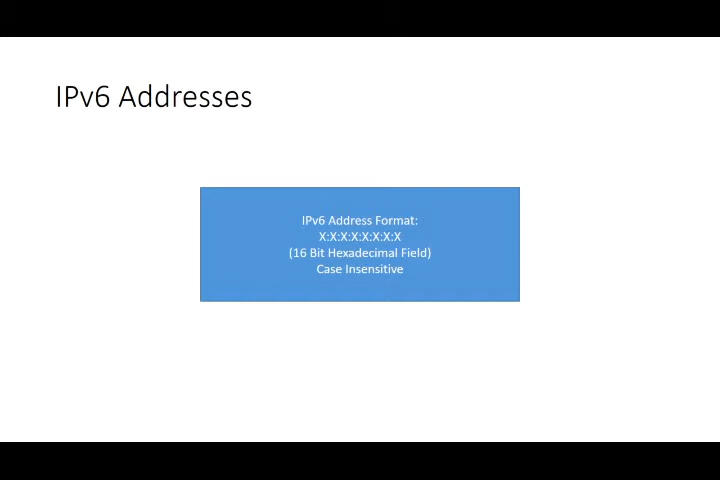 IPv6 Addresses
IPv6 Address Format:
X:X:X:X:X:X:X:X
(16 Bit Hexadecimal Field)
Case Insensitive